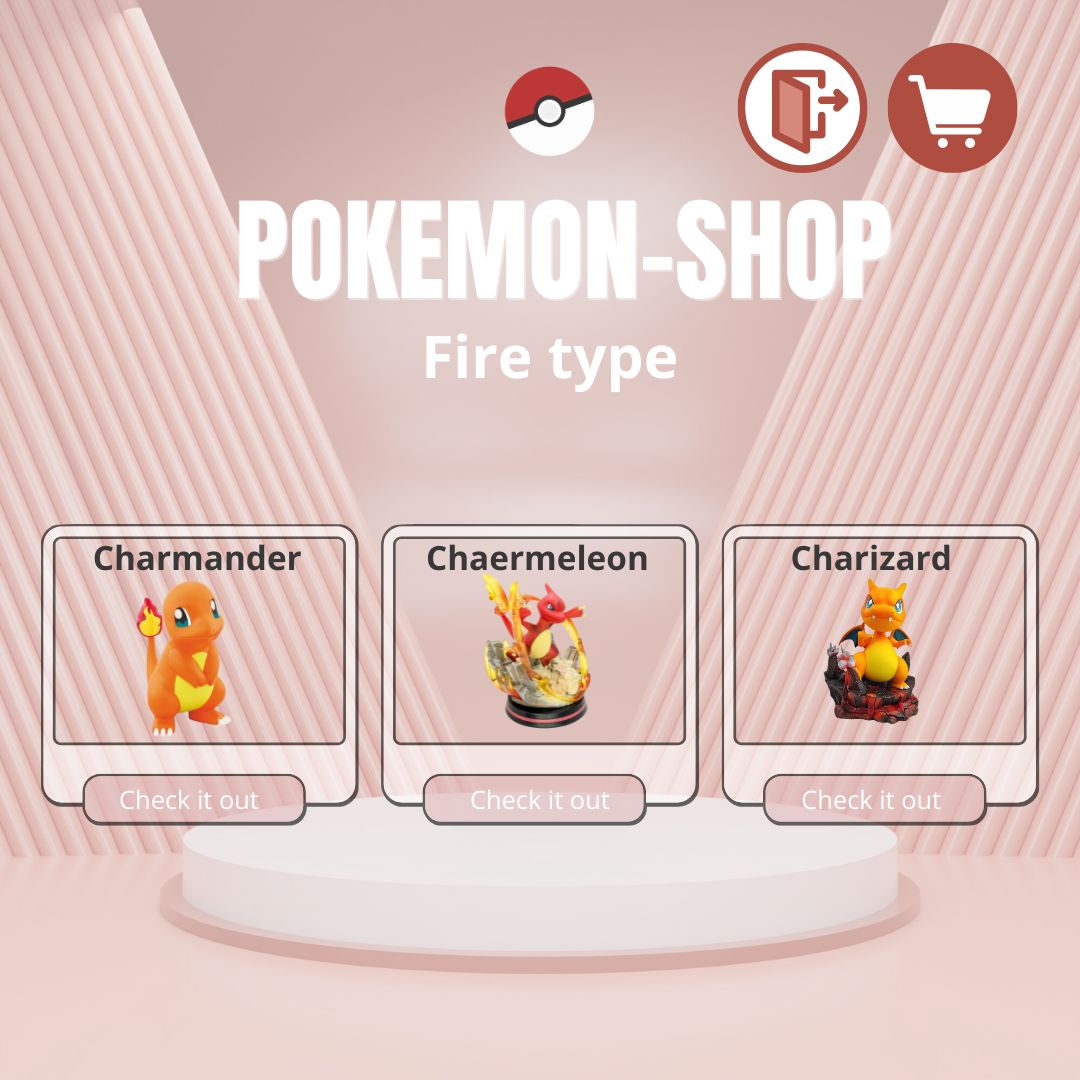 POKEMON-SHOP
Fire type
Charmander
Chaermeleon
Charizard
Check it out
Check it out
Check it out